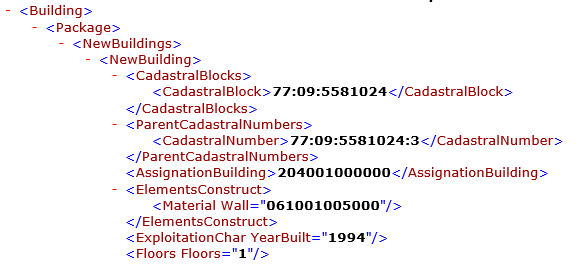 - <Building>
- <Package>
- <NewBuildings>
- <NewBuilding>
- <CadastralBlocks>
<CadastralBlock>77:09:5581024</CadastralBlock>
</CadastralBlocks>
- <ParentCadastralNumbers>
<CadastralNumber>77:09:5581024:3</CadastralNumber>
</ParentCadastralNumbers>
<AssignationBuilding>204001000000</AssignationBuilding>
- <ElementsConstruct>
<Material Wall="061001005000"/>
</ElementsConstruct>
<ExploitationChar YearBuilt="1994"/>
<Floors Floors="1"/>